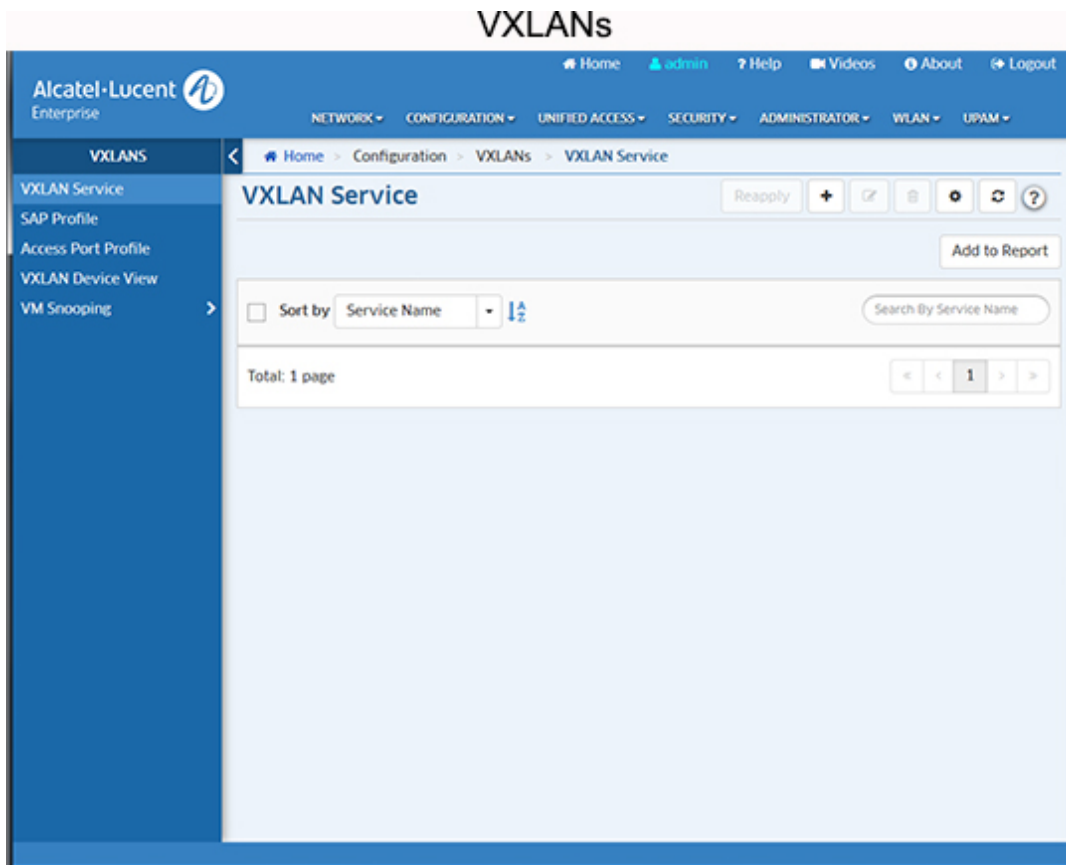 VXLANs
Home admin ? Help Videos About Logout
Alcatel·Lucent
Enterprise
NETWORK CONFIGURATION UNIFIED ACCESS SECURITY ADMINISTRATOR WLAN UPAM
VXLANS
Home > Configuration > VXLANs > VXLAN Service
VXLAN Service
VXLAN Service
Reapply
SAP Profile
Access Port Profile
Add to Report
VXLAN Device View
VM Snooping
Sort by Service Name
Search By Service Name
Total: 1 page
« < 1 > »